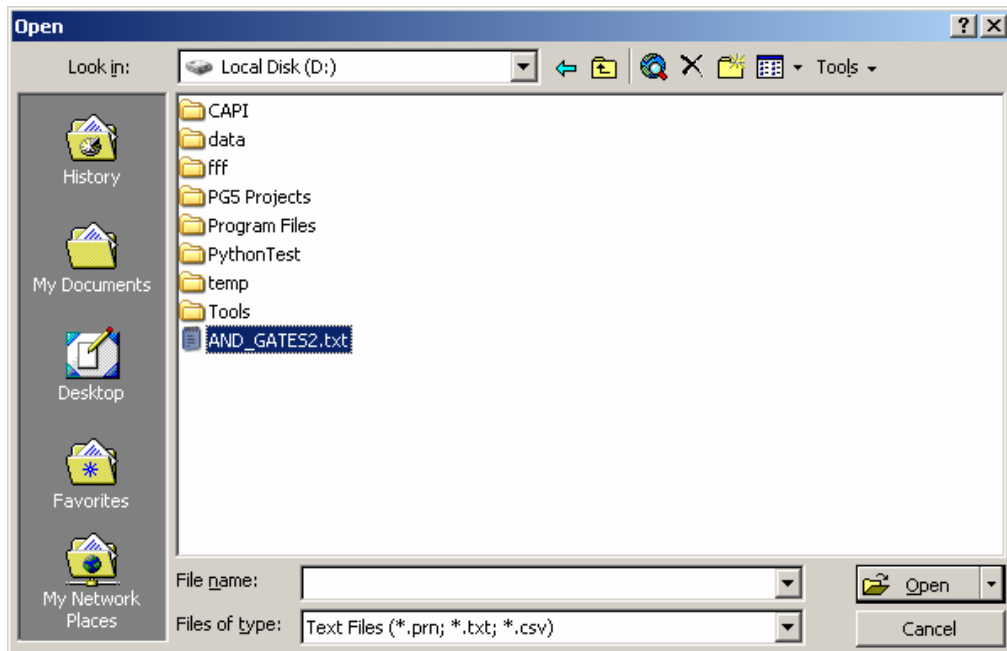 Open
Look in: Local Disk (D:) Tools
CAPI
data
fff
PG5 Projects
Program Files
PythonTest
temp
Tools
AND_GATES2.txt
History
My Documents
Desktop
Favorites
My Network
Places
File name:
Open
Files of type: Text Files (*.prn; *.txt; *.csv)
Cancel